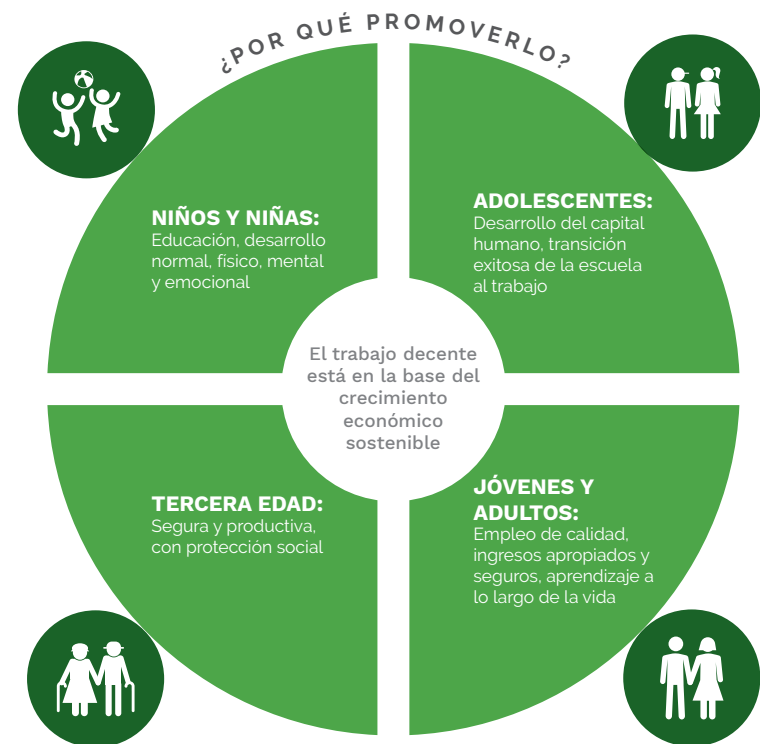 ¿POR QUÉ PROMOVERLO?
NIÑOS Y NIÑAS:
Educación, desarrollo
normal, físico, mental
y emocional
ADOLESCENTES:
Desarrollo del capital
humano, transición
exitosa de la escuela
al trabajo
El trabajo decente
está en la base del
crecimiento
económico
sostenible
TERCERA EDAD:
Segura y productiva,
con protección social
JÓVENES Y
ADULTOS:
Empleo de calidad,
ingresos apropiados y
seguros, aprendizaje a
lo largo de la vida